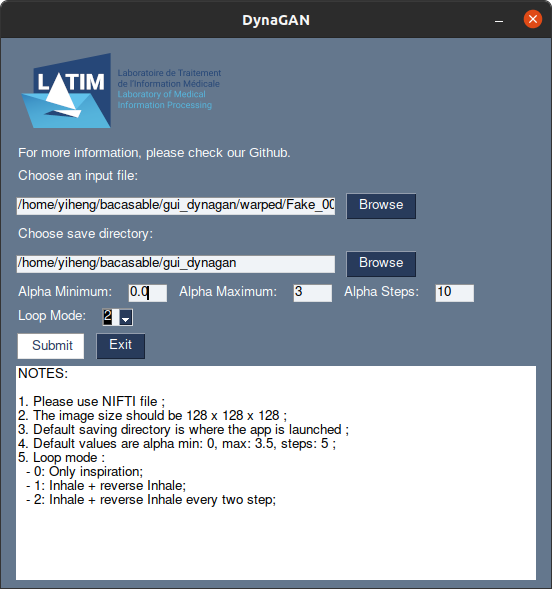 DynaGAN
LATIM
Laboratoire de Traitement
de l'Information Médicale
Laboratory of Medical
Information Processing
For more information, please check our Github.
Choose an input file:
/home/yiheng/bacasable/gui_dynagan/warped/Fake_00 Browse
Choose save directory:
/home/yiheng/bacasable/gui_dynagan Browse
Alpha Minimum: 0.0 Alpha Maximum: 3 Alpha Steps: 10
Loop Mode: 2
Submit Exit
NOTES:
1. Please use NIFTI file ;
2. The image size should be 128 x 128 x 128 ;
3. Default saving directory is where the app is launched ;
4. Default values are alpha min: 0, max: 3.5, steps: 5 ;
5. Loop mode :
- 0: Only inspiration;
- 1: Inhale + reverse Inhale;
- 2: Inhale + reverse Inhale every two step;